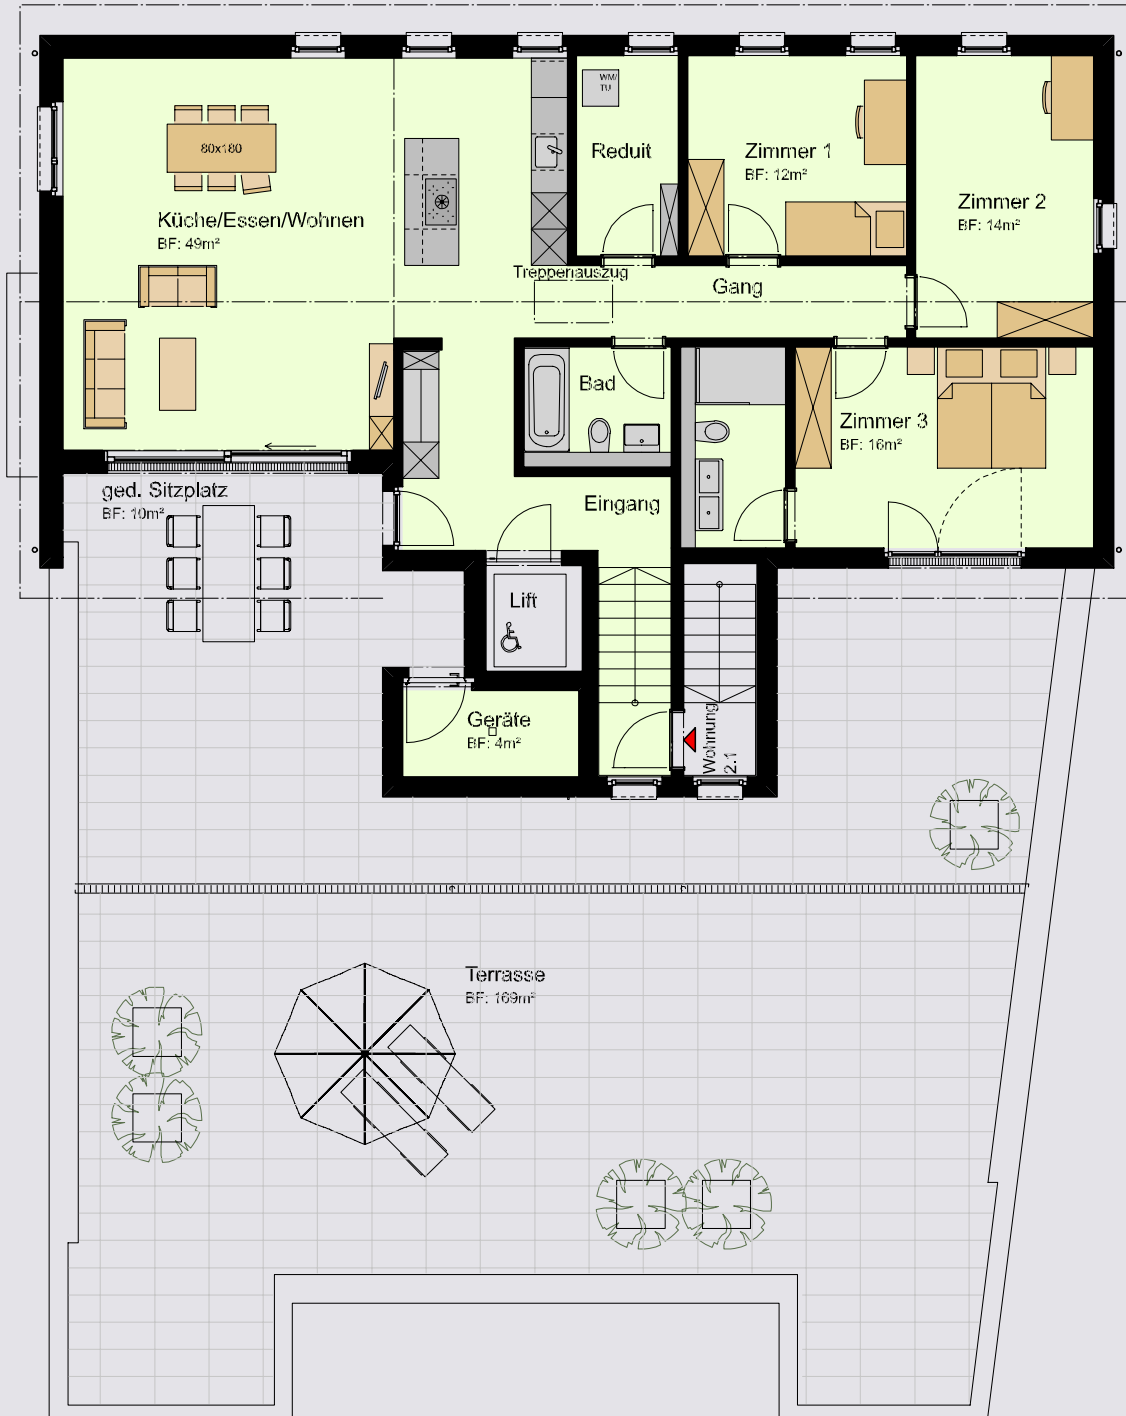 WM/
TU
80x180
Reduit
Zimmer 1
BF: 12m²
Zimmer 2
BF: 14m²
Küche/Essen/Wohnen
BF: 49m²
Treppenauszug
Gang
Bad
Zimmer 3
BF: 16m²
ged. Sitzplatz
BF: 10m²
Eingang
Lift
Geräte
BF: 4m²
Wohnung
2.1
Terrasse
BF: 169m²